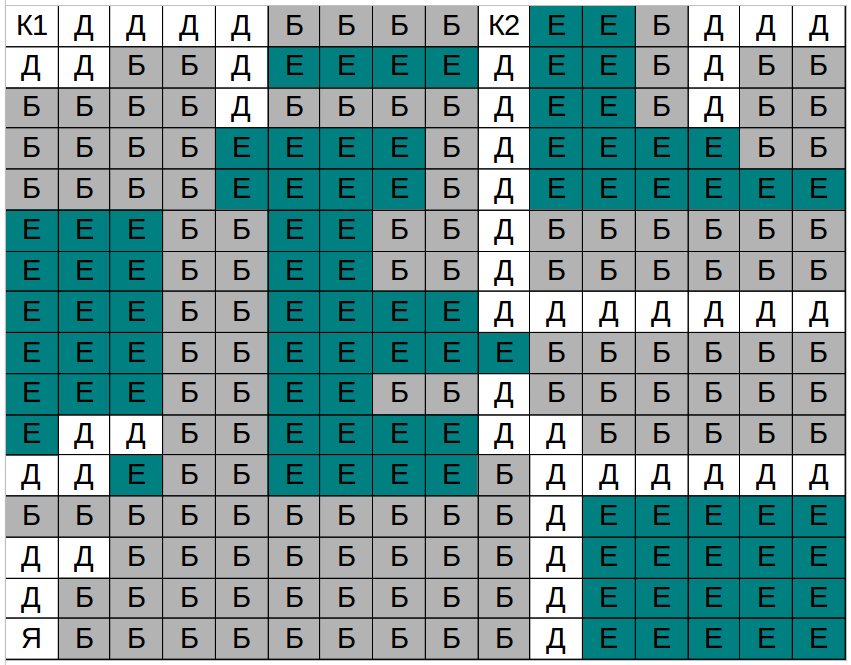 К1 Д Д Д Д Б Б Б Б К2 Е Е Б Д Д Д
Д Д Б Б Д Е Е Е Е Д Е Е Б Д Б Б
Б Б Б Б Д Б Б Б Б Д Е Е Б Д Б Б
Б Б Б Б Е Е Е Е Б Д Е Е Е Е Б Б
Б Б Б Б Е Е Е Е Б Д Е Е Е Е Е Е
Е Е Е Б Б Е Е Б Б Д Б Б Б Б Б Б
Е Е Е Б Б Е Е Б Б Д Б Б Б Б Б Б
Е Е Е Б Б Е Е Е Е Д Д Д Д Д Д Д
Е Е Е Б Б Е Е Е Е Е Б Б Б Б Б Б
Е Е Е Б Б Е Е Б Б Д Б Б Б Б Б Б
Е Д Д Б Б Е Е Е Е Д Д Б Б Б Б Б
Д Д Е Б Б Е Е Е Е Б Д Д Д Д Д Д
Б Б Б Б Б Б Б Б Б Б Д Е Е Е Е Е
Д Д Б Б Б Б Б Б Б Б Д Е Е Е Е Е
Д Б Б Б Б Б Б Б Б Б Д Е Е Е Е Е
Я Б Б Б Б Б Б Б Б Б Д Е Е Е Е Е